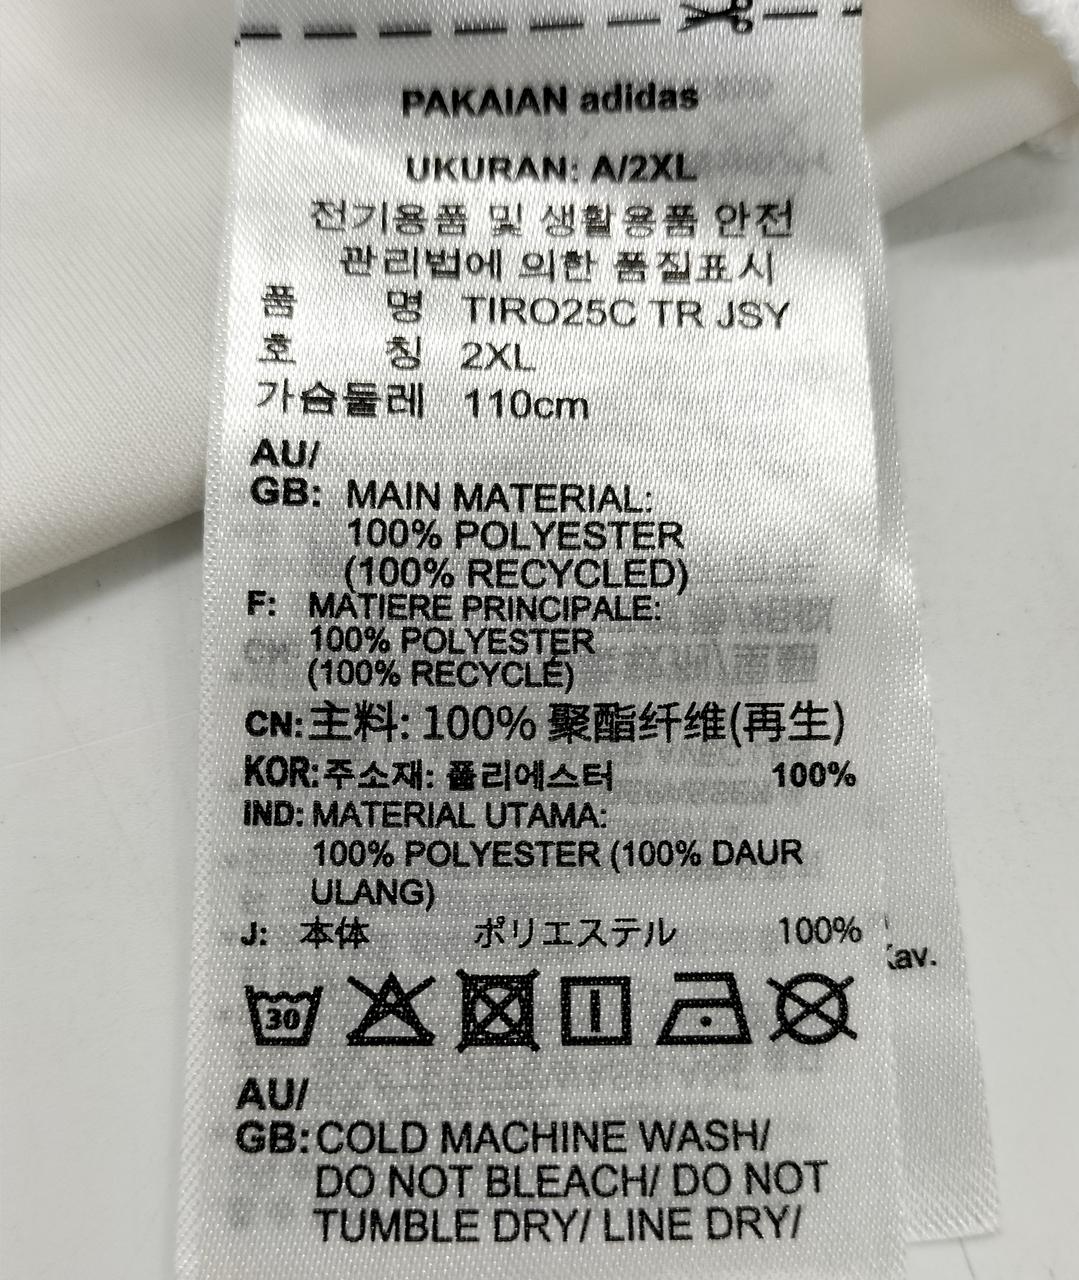 PAKAIAN adidas
UKURAN: A/2XL
전기용품 및 생활용품 안전
관리법에 의한 품질표시
품 명 TIRO25C TR JSY
호 칭 2XL
가슴둘레 110cm
AU/
GB: MAIN MATERIAL:
100% POLYESTER
(100% RECYCLED)
F: MATIERE PRINCIPALE:
100% POLYESTER
(100% RECYCLÉ)
CN: 主料: 100% 聚酯纤维(再生)
KOR: 주소재: 폴리에스터 100%
IND: MATERIAL UTAMA:
100% POLYESTER (100% DAUR
ULANG)
J: 本体 ポリエステル 100%
30
AU/
GB: COLD MACHINE WASH/
DO NOT BLEACH/ DO NOT
TUMBLE DRY/ LINE DRY/